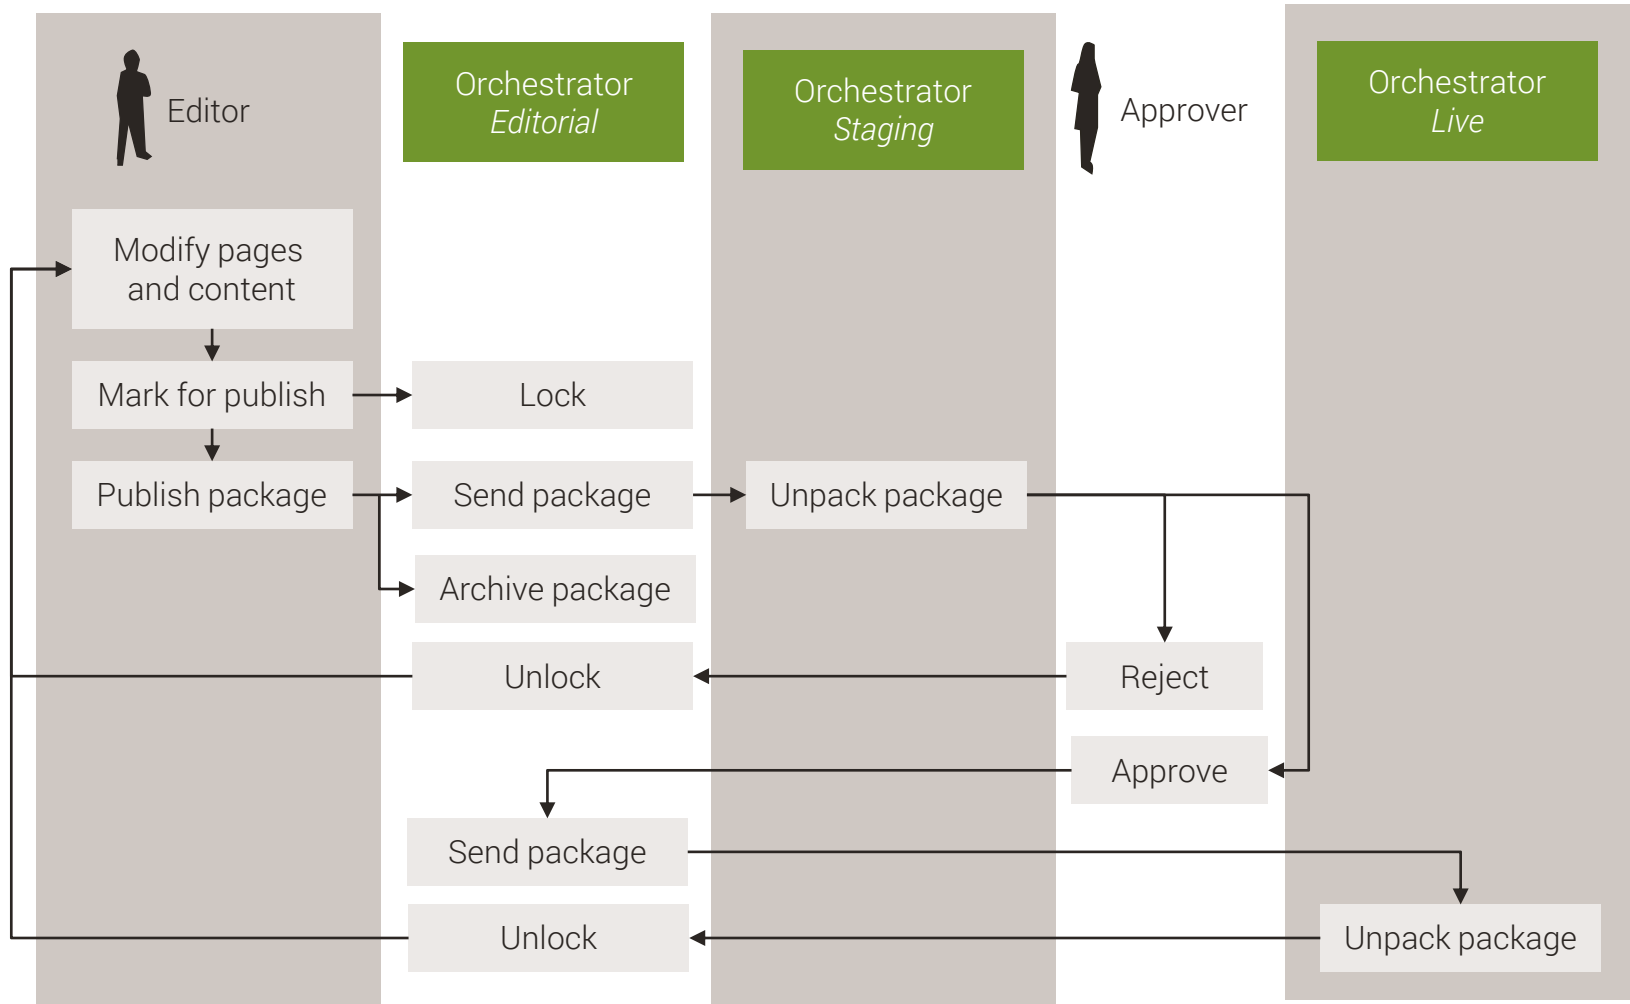 Editor
Orchestrator
Editorial
Orchestrator
Staging
Approver
Orchestrator
Live
Modify pages
and content
Mark for publish
Lock
Publish package
Send package
Unpack package
Archive package
Unlock
Reject
Approve
Send package
Unlock
Unpack package